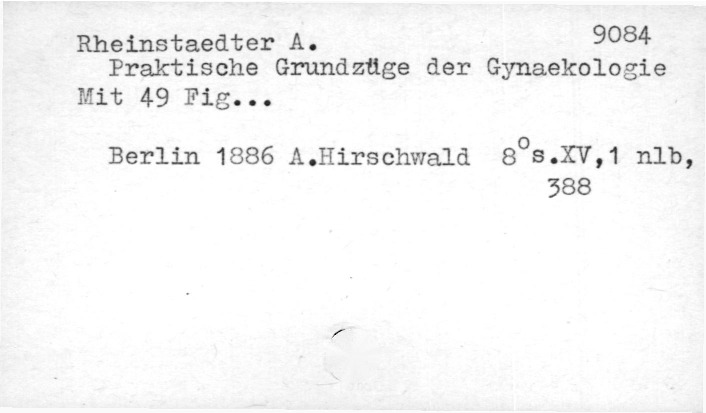 9084
Rheinstaedter A.
Praktische Grundzüge der Gynaekologie
Mit 49 Fig...
Berlin 1886 A.Hirschwald 8°s.XV,1 nlb,
388